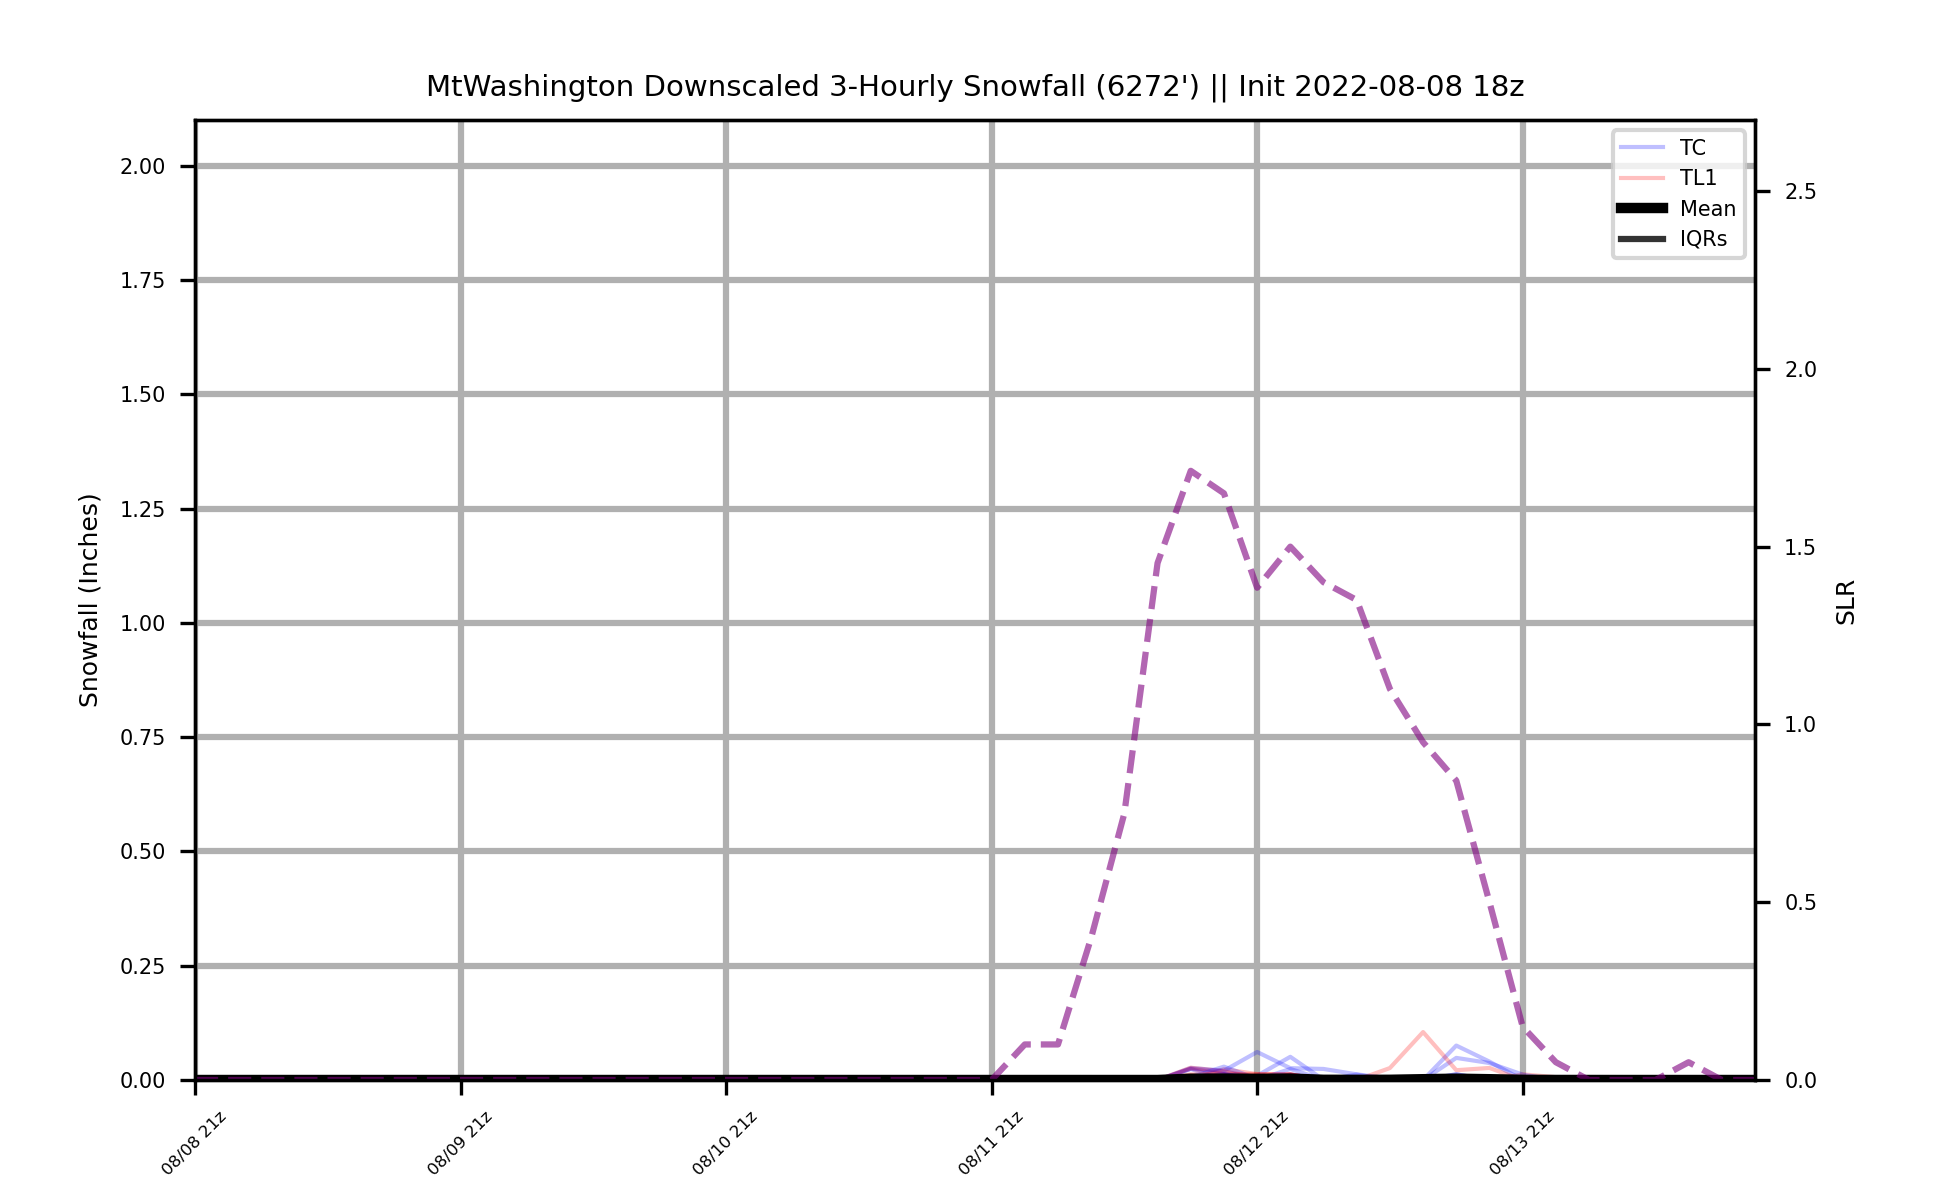 MtWashington Downscaled 3-Hourly Snowfall (6272') || Init 2022-08-08 18z
TC
TL1
Mean
IQRs
Snowfall (Inches)
2.00
1.75
1.50
1.25
1.00
0.75
0.50
0.25
0.00
2.5
2.0
1.5
1.0
0.5
0.0
SLR
08/08 21z
08/09 21z
08/10 21z
08/11 21z
08/12 21z
08/13 21z